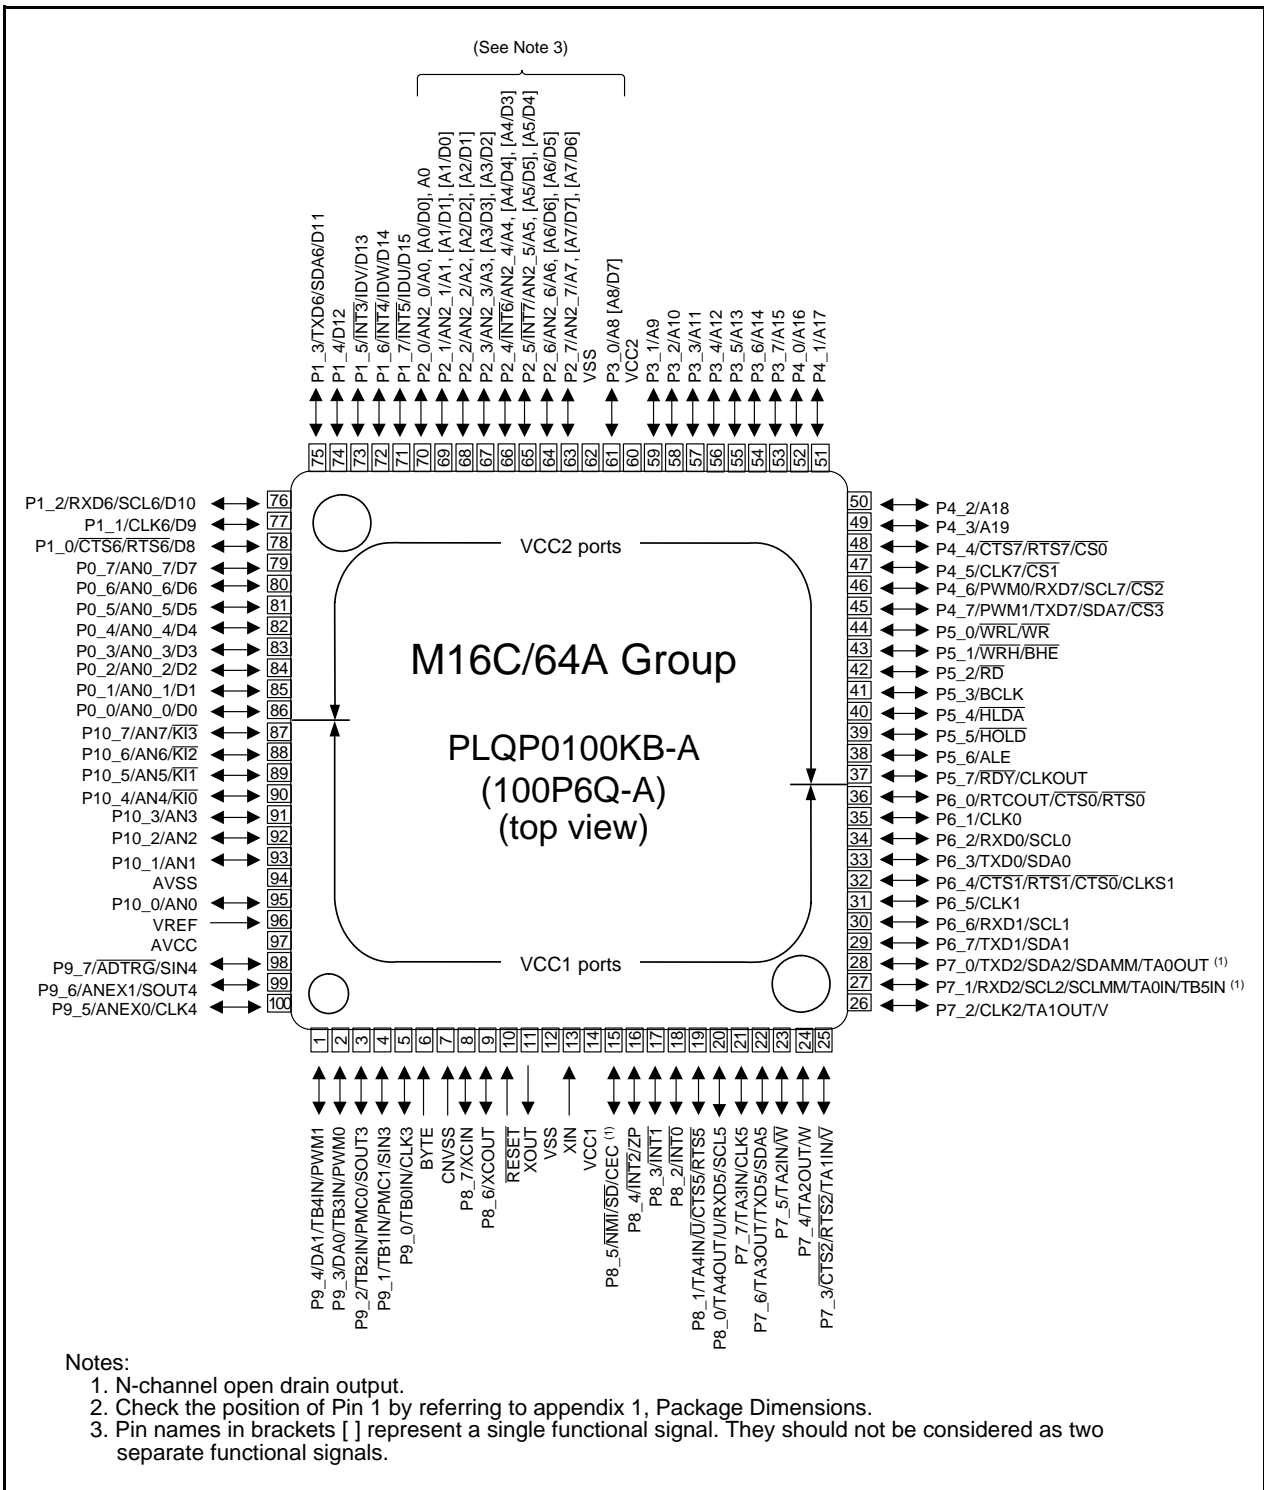 (See Note 3)
P1_3/TXD6/SDA6/D11
P1_4/D12
P1_5/INT3/IDV/D13
P1_6/INT4/IDW/D14
P1_7/INT5/IDU/D15
P2_0/AN2_0/A0, [A0/D0], A0
P2_1/AN2_1/A1, [A1/D1], [A1/D0]
P2_2/AN2_2/A2, [A2/D2], [A2/D1]
P2_3/AN2_3/A3, [A3/D3], [A3/D2]
P2_4/INT6/AN2_4/A4, [A4/D4], [A4/D3]
P2_5/INT7/AN2_5/A5, [A5/D5], [A5/D4]
P2_6/AN2_6/A6, [A6/D6], [A6/D5]
P2_7/AN2_7/A7, [A7/D7], [A7/D6]
VSS
P3_0/A8 [A8/D7]
VCC2
P3_1/A9
P3_2/A10
P3_3/A11
P3_4/A12
P3_5/A13
P3_6/A14
P3_7/A15
P4_0/A16
P4_1/A17
75 74 73 72 71 70 69 68 67 66 65 64 63 62 61 60 59 58 57 56 55 54 53 52 51
P1_2/RXD6/SCL6/D10 76
P1_1/CLK6/D9 77
P1_0/CTS6/RTS6/D8 78
P0_7/AN0_7/D7 79
P0_6/AN0_6/D6 80
P0_5/AN0_5/D5 81
P0_4/AN0_4/D4 82
P0_3/AN0_3/D3 83
P0_2/AN0_2/D2 84
P0_1/AN0_1/D1 85
P0_0/AN0_0/D0 86
P10_7/AN7/KI3 87
P10_6/AN6/KI2 88
P10_5/AN5/KI1 89
P10_4/AN4/KI0 90
P10_3/AN3 91
P10_2/AN2 92
P10_1/AN1 93
AVSS 94
P10_0/AN0 95
VREF 96
AVCC 97
P9_7/ADTRG/SIN4 98
P9_6/ANEX1/SOUT4 99
P9_5/ANEX0/CLK4 100
VCC2 ports
M16C/64A Group
PLQP0100KB-A
(100P6Q-A)
(top view)
VCC1 ports
50 P4_2/A18
49 P4_3/A19
48 P4_4/CTS7/RTS7/CS0
47 P4_5/CLK7/CS1
46 P4_6/PWM0/RXD7/SCL7/CS2
45 P4_7/PWM1/TXD7/SDA7/CS3
44 P5_0/WRL/WR
43 P5_1/WRH/BHE
42 P5_2/RD
41 P5_3/BCLK
40 P5_4/HLDA
39 P5_5/HOLD
38 P5_6/ALE
37 P5_7/RDY/CLKOUT
36 P6_0/RTCOUT/CTS0/RTS0
35 P6_1/CLK0
34 P6_2/RXD0/SCL0
33 P6_3/TXD0/SDA0
32 P6_4/CTS1/RTS1/CTS0/CLKS1
31 P6_5/CLK1
30 P6_6/RXD1/SCL1
29 P6_7/TXD1/SDA1
28 P7_0/TXD2/SDA2/SDAMM/TA0OUT (1)
27 P7_1/RXD2/SCL2/SCLMM/TA0IN/TB5IN (1)
26 P7_2/CLK2/TA1OUT/V
1 2 3 4 5 6 7 8 9 10 11 12 13 14 15 16 17 18 19 20 21 22 23 24 25
P9_4/DA1/TB4IN/PWM1
P9_3/DA0/TB3IN/PWM0
P9_2/TB2IN/PMC0/SOUT3
P9_1/TB1IN/PMC1/SIN3
P9_0/TB0IN/CLK3
BYTE
CNVSS
P8_7/XCIN
P8_6/XCOUT
RESET
XOUT
VSS
XIN
VCC1
P8_5/NMI/SD/CEC (1)
P8_4/INT2/ZP
P8_3/INT1
P8_2/INT0
P8_1/TA4IN/U/CTS5/RTS5
P8_0/TA4OUT/U/RXD5/SCL5
P7_7/TA3IN/CLK5
P7_6/TA3OUT/TXD5/SDA5
P7_5/TA2IN/W
P7_4/TA2OUT/W
P7_3/CTS2/RTS2/TA1IN/V
Notes:
1. N-channel open drain output.
2. Check the position of Pin 1 by referring to appendix 1, Package Dimensions.
3. Pin names in brackets [ ] represent a single functional signal. They should not be considered as two
separate functional signals.